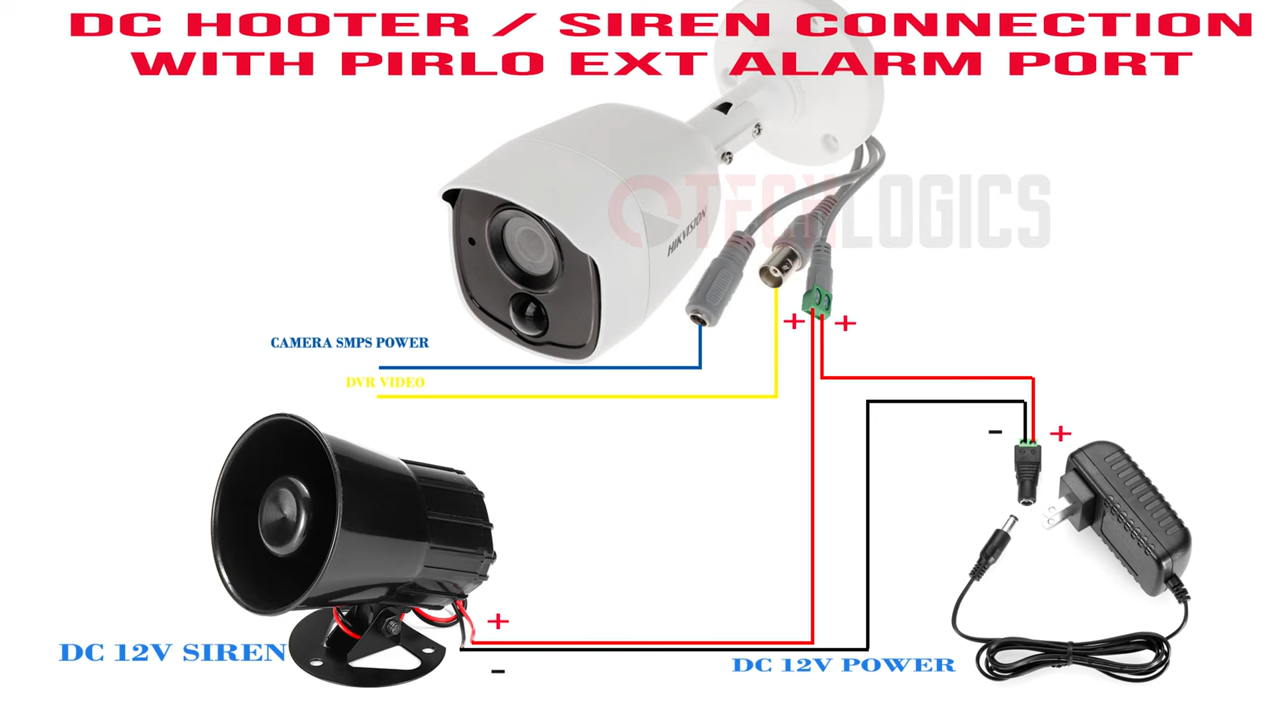 DC HOOTER / SIREN CONNECTION
WITH PIRLO EXT ALARM PORT
TECHLOGICS
HIKVISION
+ +
CAMERA SMPS POWER
DVR VIDEO
- +
+
DC 12V SIREN
-
DC 12V POWER